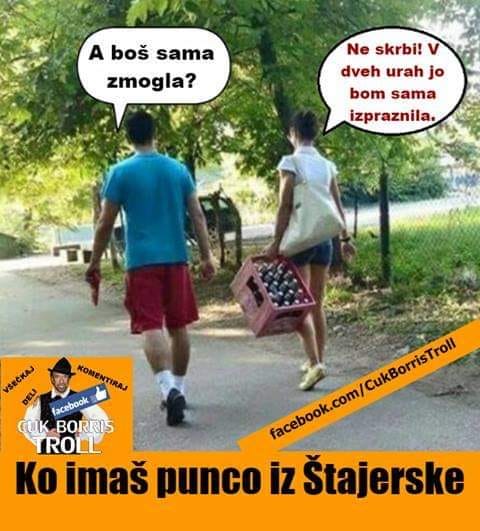 A boš sama
zmogla?
Ne skrbi! V
dveh urah jo
bom sama
izpraznila.
VŠEČKAJ
DELI
KOMENTIRAJ
facebook
CUK BORRIS
TROLL
facebook.com/CukBorrisTroll
Ko imaš punco iz Štajerske